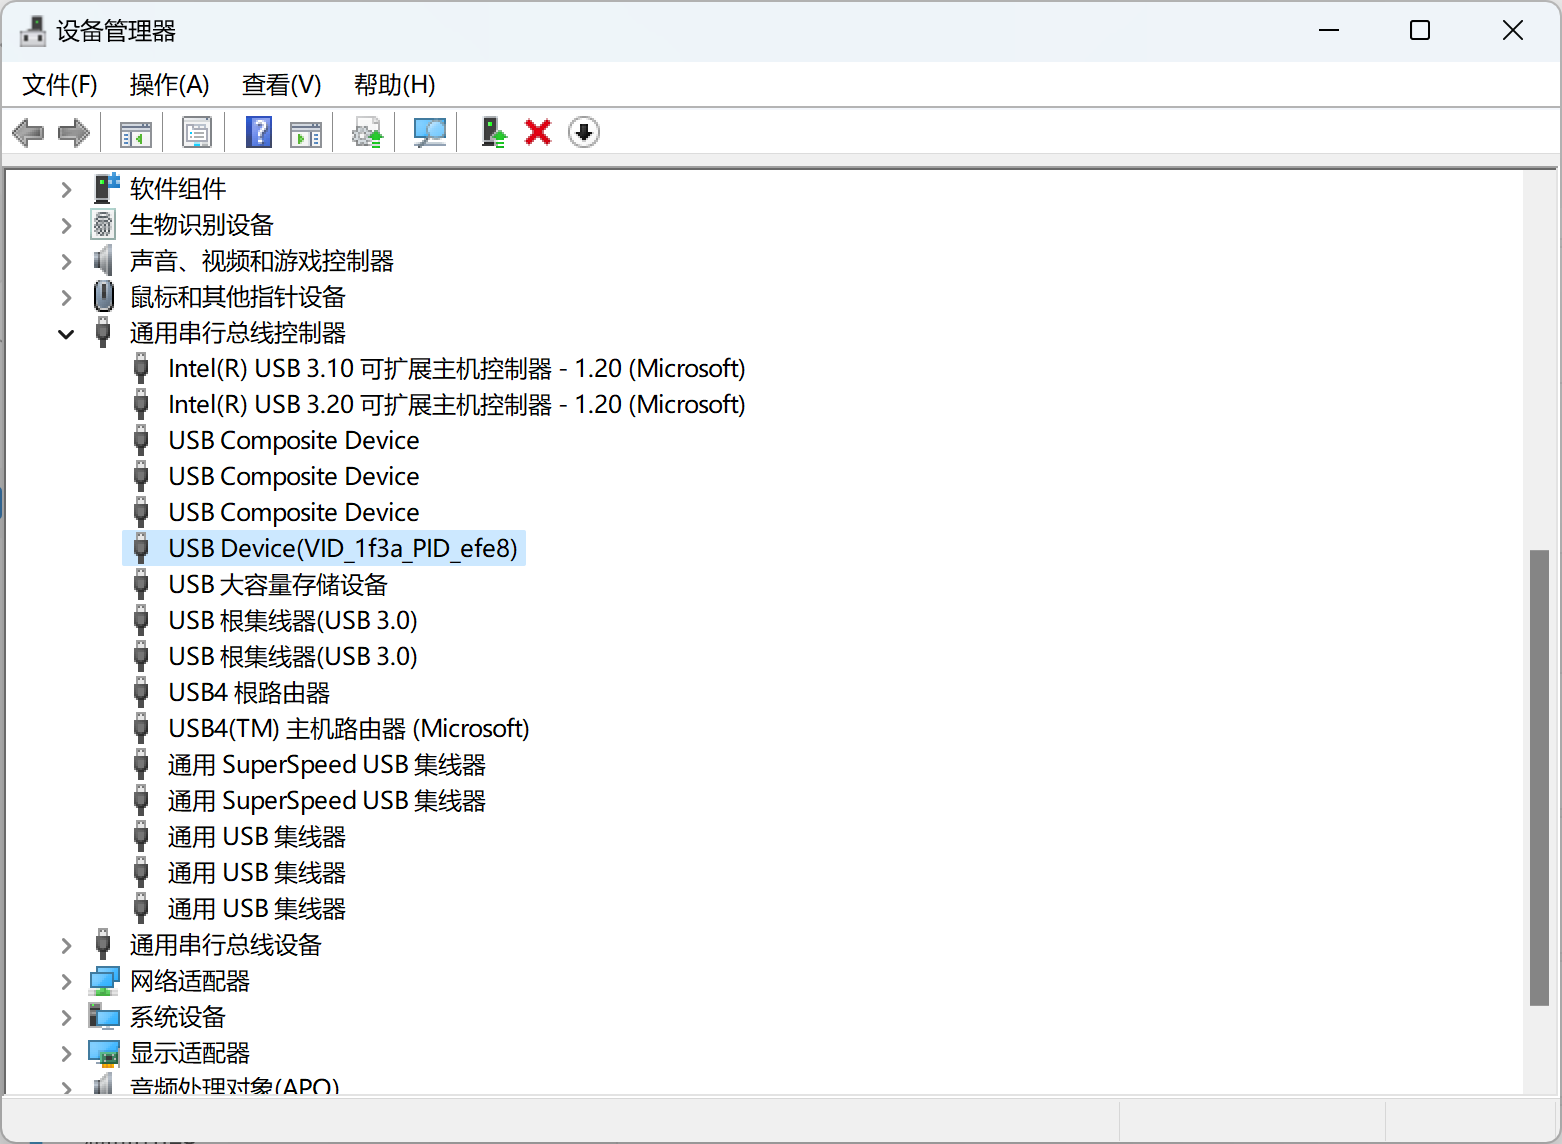 设备管理器
文件(F) 操作(A) 查看(V) 帮助(H)
软件组件
生物识别设备
声音、视频和游戏控制器
鼠标和其他指针设备
通用串行总线控制器
Intel(R) USB 3.10 可扩展主机控制器 - 1.20 (Microsoft)
Intel(R) USB 3.20 可扩展主机控制器 - 1.20 (Microsoft)
USB Composite Device
USB Composite Device
USB Composite Device
USB Device(VID_1f3a_PID_efe8)
USB 大容量存储设备
USB 根集线器(USB 3.0)
USB 根集线器(USB 3.0)
USB4 根路由器
USB4(TM) 主机路由器 (Microsoft)
通用 SuperSpeed USB 集线器
通用 SuperSpeed USB 集线器
通用 USB 集线器
通用 USB 集线器
通用 USB 集线器
通用串行总线设备
网络适配器
系统设备
显示适配器
音频处理对象(APO)